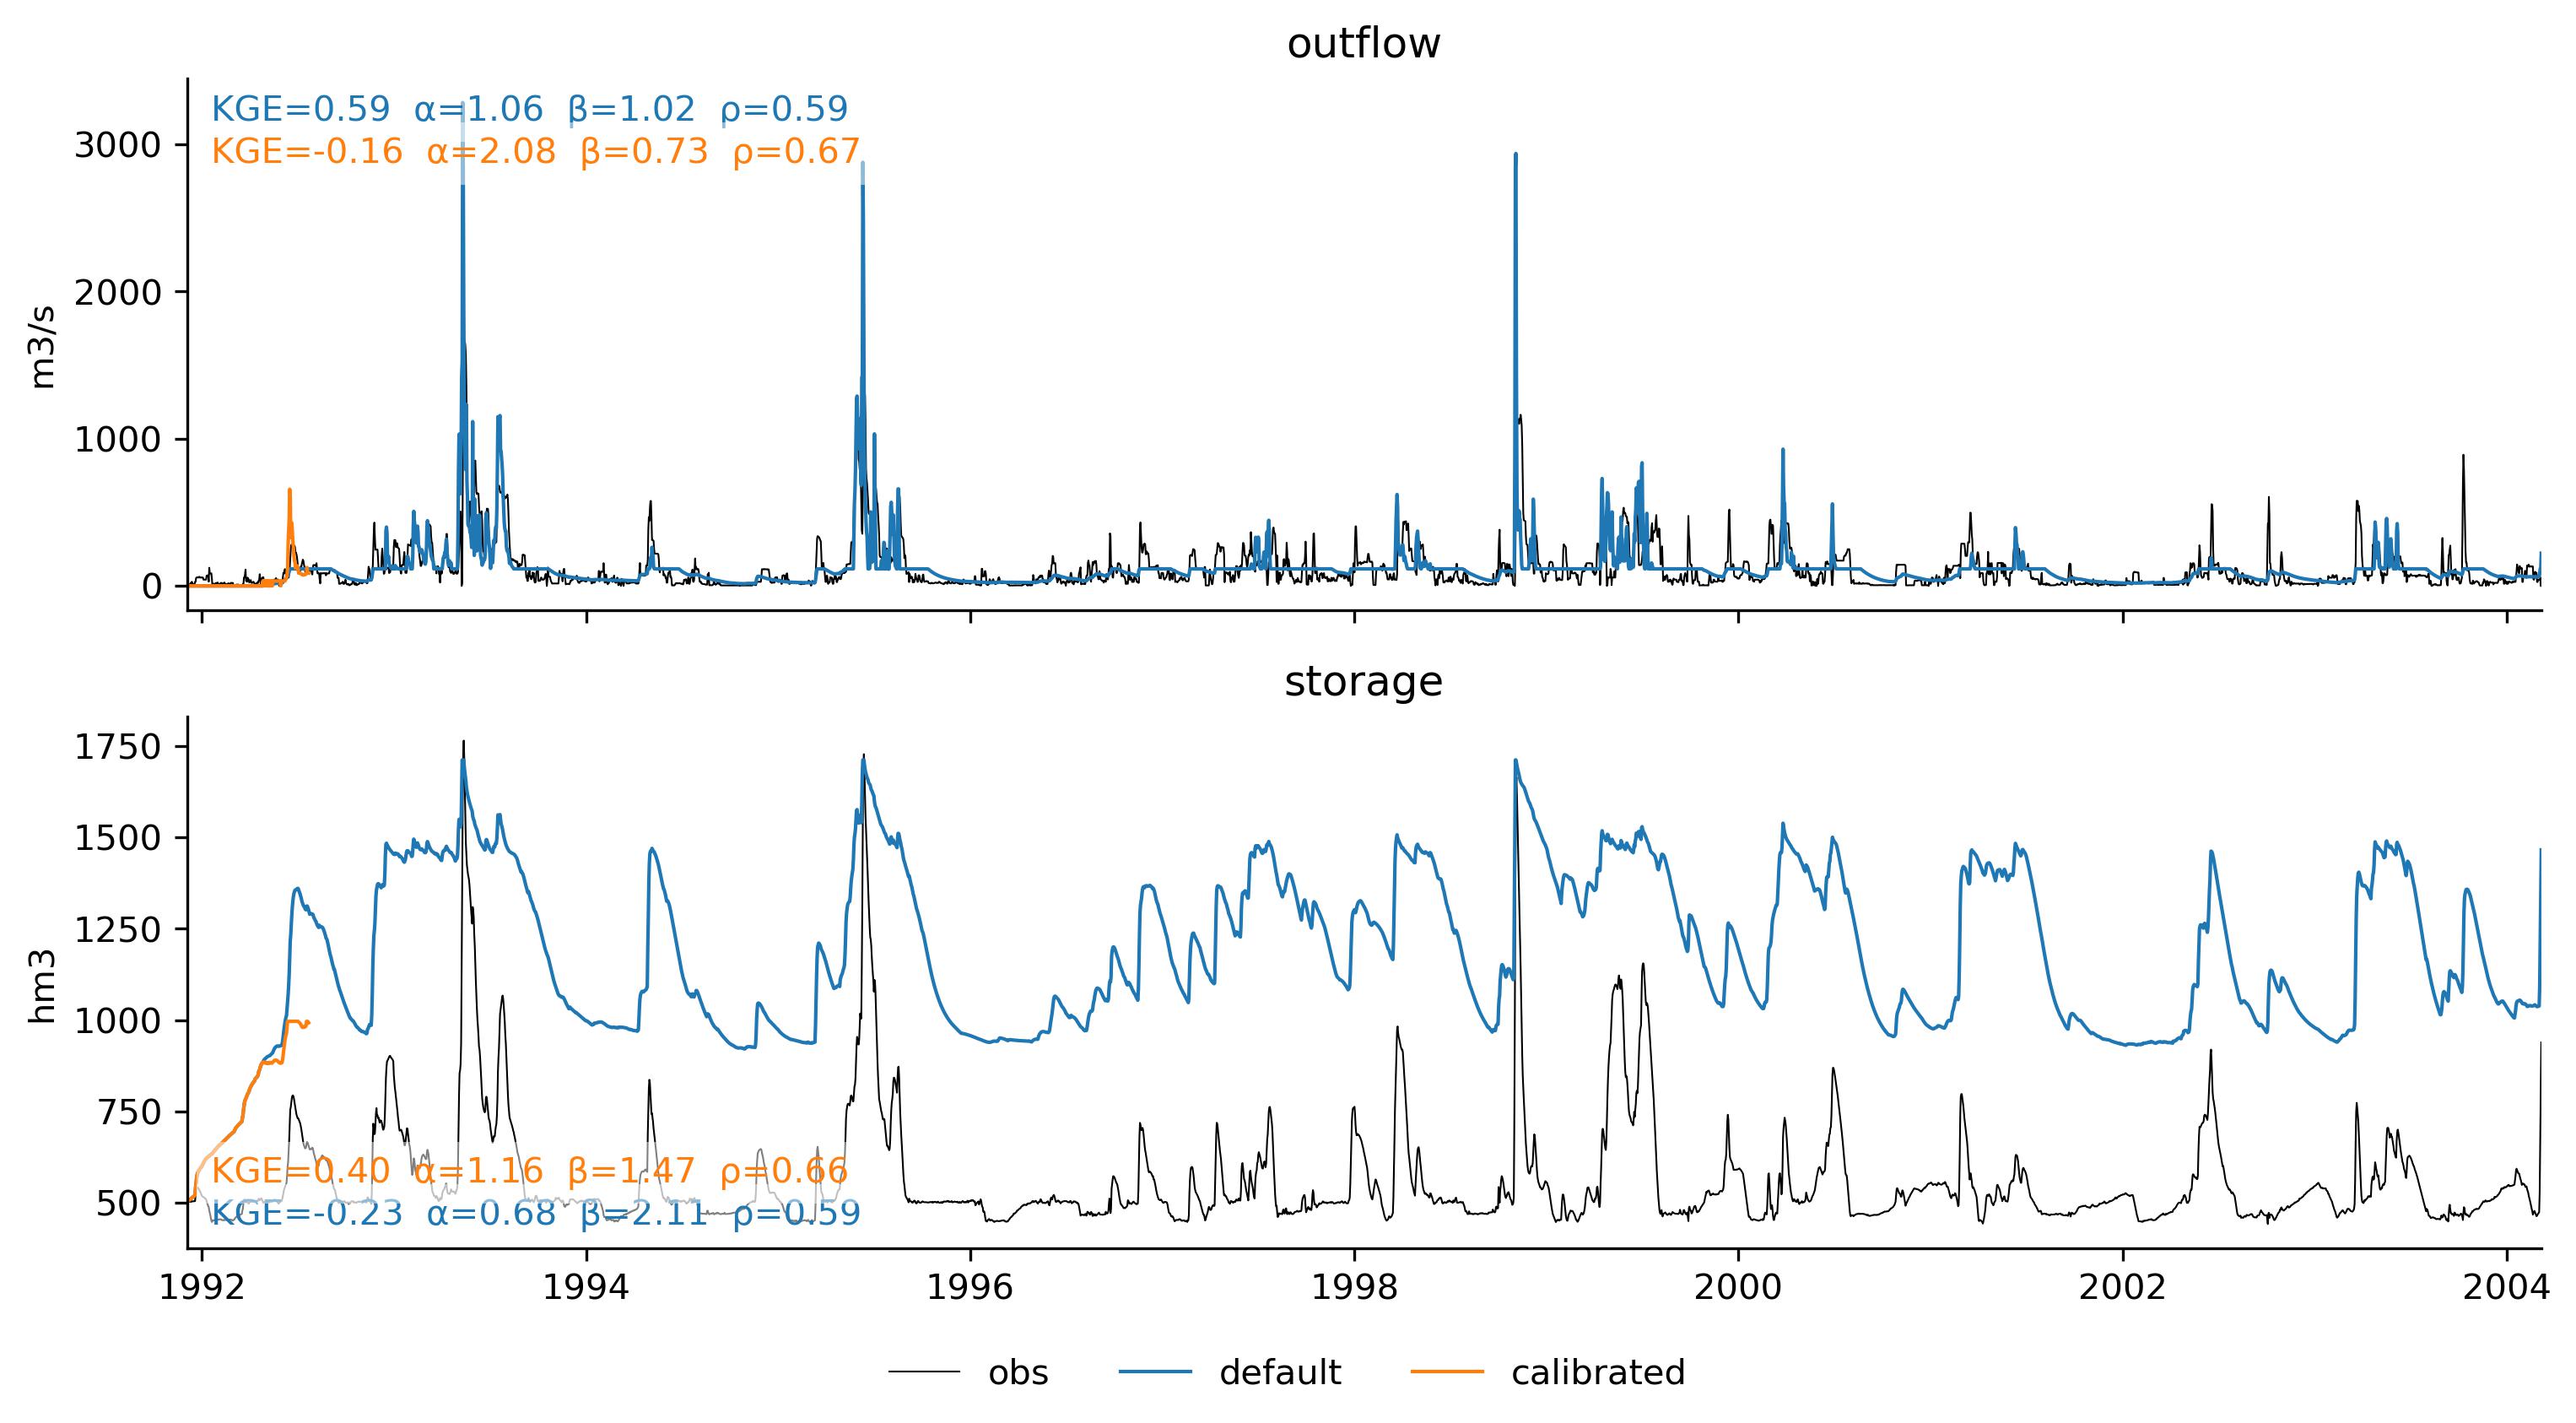 outflow
KGE=0.59 α=1.06 β=1.02 ρ=0.59
KGE=-0.16 α=2.08 β=0.73 ρ=0.67
3000
2000
1000
0
m3/s
storage
1750
1500
1250
1000
750
500
hm3
KGE=0.40 α=1.16 β=1.47 ρ=0.66
KGE=-0.23 α=0.68 β=2.11 ρ=0.59
1992 1994 1996 1998 2000 2002 2004
obs default calibrated